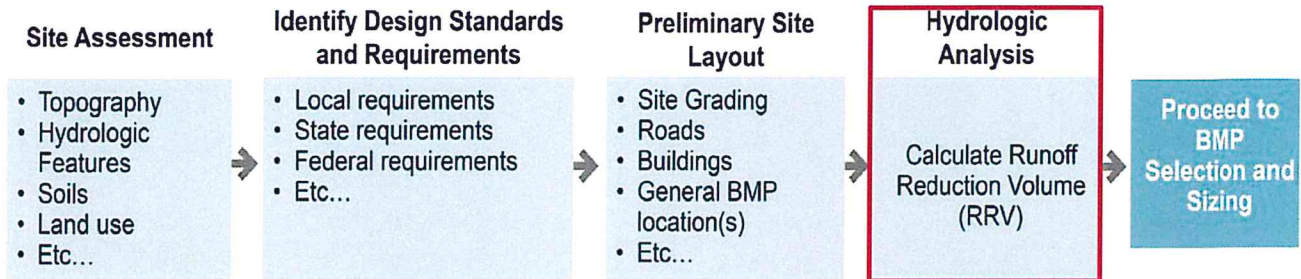 Site Assessment
• Topography
• Hydrologic
Features
• Soils
• Land use
• Etc...
Identify Design Standards
and Requirements
• Local requirements
• State requirements
• Federal requirements
• Etc...
Preliminary Site
Layout
• Site Grading
• Roads
• Buildings
• General BMP
location(s)
• Etc...
Hydrologic
Analysis
Calculate Runoff
Reduction Volume
(RRV)
Proceed to
BMP
Selection and
Sizing